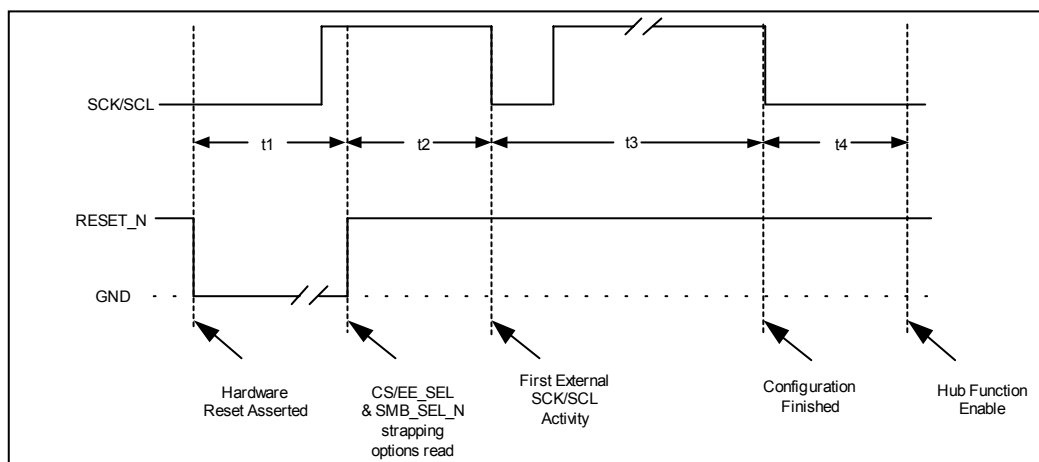 SCK/SCL
t1
t2
t3
t4
RESET_N
GND
Hardware
Reset Asserted
CS/EE_SEL
& SMB_SEL_N
strapping
options read
First External
SCK/SCL
Activity
Configuration
Finished
Hub Function
Enable